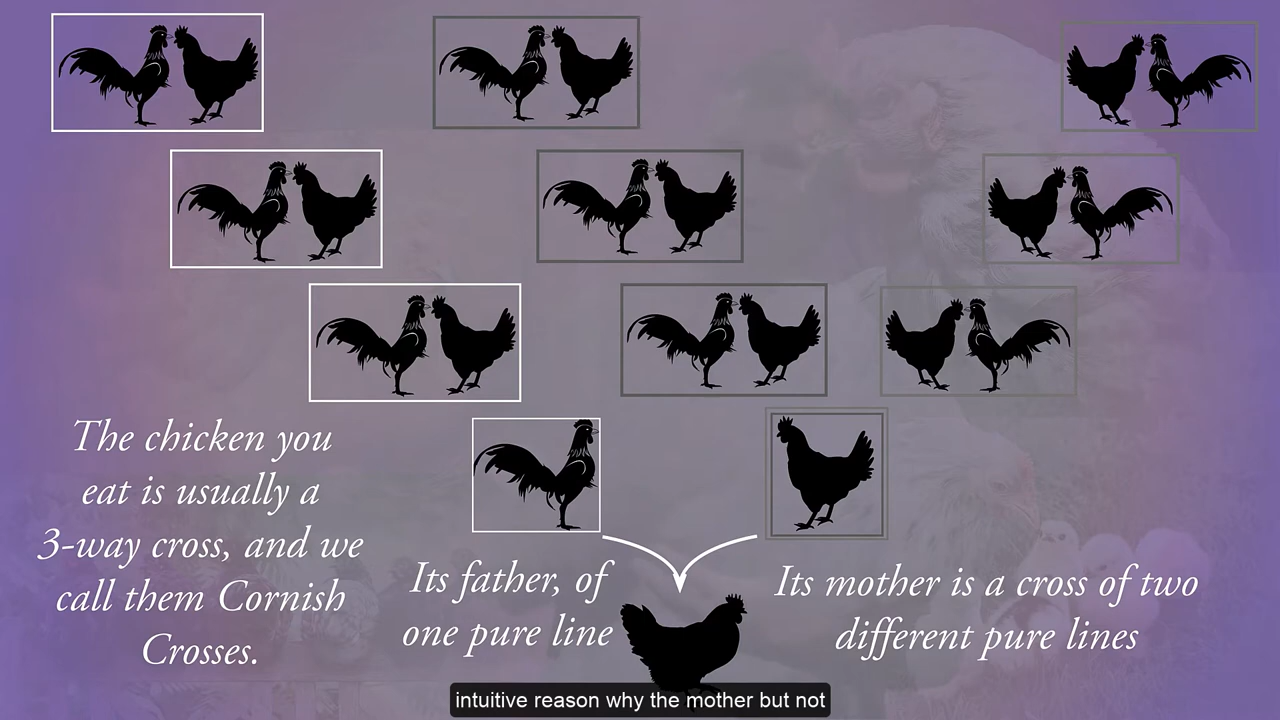 The chicken you
eat is usually a
3-way cross, and we
call them Cornish
Crosses.
Its father, of
one pure line
Its mother is a cross of two
different pure lines
intuitive reason why the mother but not